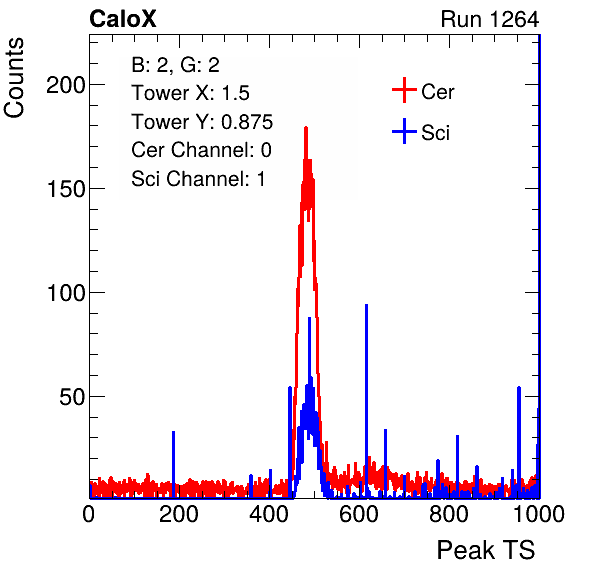 CaloX
Run 1264
Counts
B: 2, G: 2
Tower X: 1.5
Tower Y: 0.875
Cer Channel: 0
Sci Channel: 1
Cer
Sci
200
150
100
50
0 200 400 600 800 1000
Peak TS